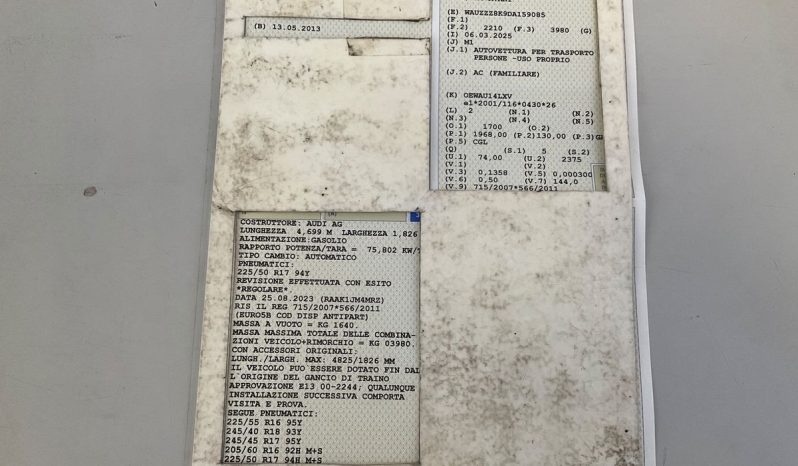 (B) 13.05.2013
(E) WAUZZZ8K9DA159085
(F.1)
(F.2) 2210 (F.3) 3980 (G)
(I) 06.03.2025
(J) M1
(J.1) AUTOVETTURA PER TRASPORTO
PERSONE -USO PROPRIO
(J.2) AC (FAMILIARE)
(K) OEWAU14LXV
e1*2001/116*0430*26
(L) 2 (N.1) (N.2)
(N.3) (N.4) (N.5)
(O.1) 1700 (O.2)
(P.1) 1968,00 (P.2)130,00 (P.3)G
(P.5) CGL
(Q) (S.1) 5 (S.2)
(U.1) 74,00 (U.2) 2375
(V.1) (V.2)
(V.3) 0,1358 (V.5) 0,000300
(V.6) 0,50 (V.7) 144,0
(V.9) 715/2007*566/2011
COSTRUTTORE: AUDI AG
LUNGHEZZA 4,699 M LARGHEZZA 1,826
ALIMENTAZIONE:GASOLIO
RAPPORTO POTENZA/TARA = 75,802 KW/
TIPO CAMBIO: AUTOMATICO
PNEUMATICI:
225/50 R17 94Y
REVISIONE EFFETTUATA CON ESITO
*REGOLARE*.
DATA 25.08.2023 (RAAK1JM4MRZ)
RIS IL REG 715/2007*566/2011
(EURO5B COD DISP ANTIPART)
MASSA A VUOTO = KG 1640.
MASSA MASSIMA TOTALE DELLE COMBINA-
ZIONI VEICOLO+RIMORCHIO = KG 03980.
CON ACCESSORI ORIGINALI:
LUNGH./LARGH. MAX: 4825/1826 MM
IL VEICOLO PUO ESSERE DOTATO FIN DAL
L'ORIGINE DEL GANCIO DI TRAINO
APPROVAZIONE E13 00-2244; QUALUNQUE
INSTALLAZIONE SUCCESSIVA COMPORTA
VISITA E PROVA.
SEGUE PNEUMATICI:
225/55 R16 95Y
245/40 R18 93Y
245/45 R17 95Y
205/60 R16 92H M+S
225/50 R17 94H M+S